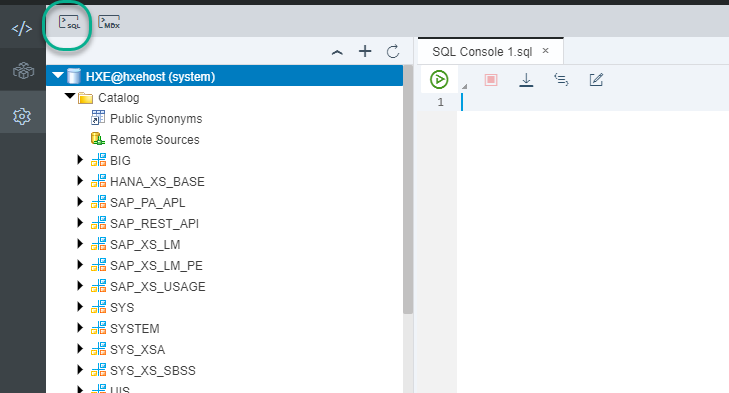 SQL
MDX
SQL Console 1.sql ×
HXE@hxehost (system)
Catalog
1
Public Synonyms
Remote Sources
BIG
HANA_XS_BASE
SAP_PA_APL
SAP_REST_API
SAP_XS_LM
SAP_XS_LM_PE
SAP_XS_USAGE
SYS
SYSTEM
SYS_XSA
SYS_XS_SBSS
UIS